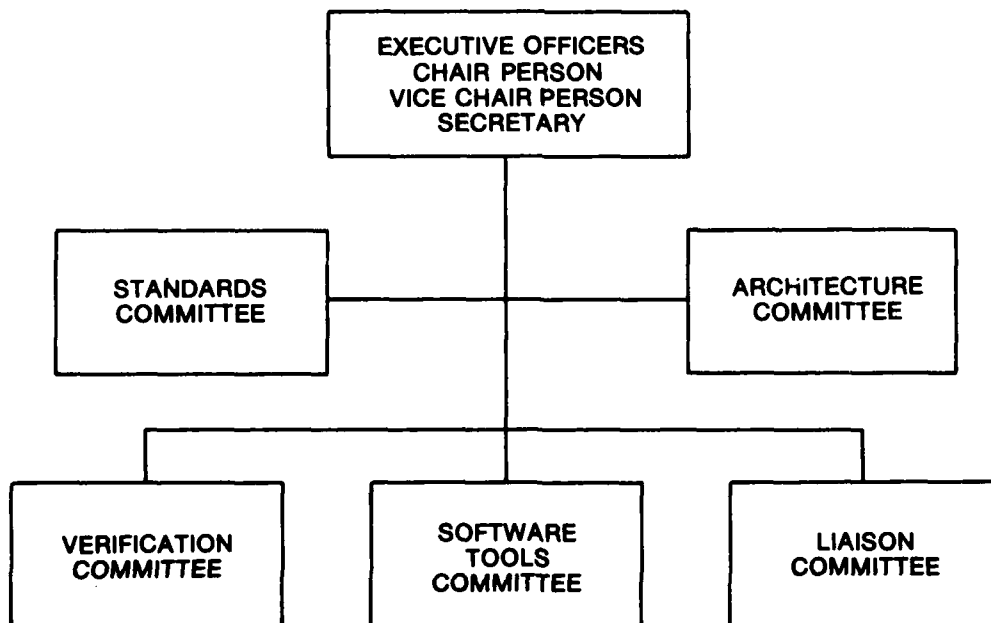 EXECUTIVE OFFICERS
CHAIR PERSON
VICE CHAIR PERSON
SECRETARY
STANDARDS
COMMITTEE
ARCHITECTURE
COMMITTEE
VERIFICATION
COMMITTEE
SOFTWARE
TOOLS
COMMITTEE
LIAISON
COMMITTEE